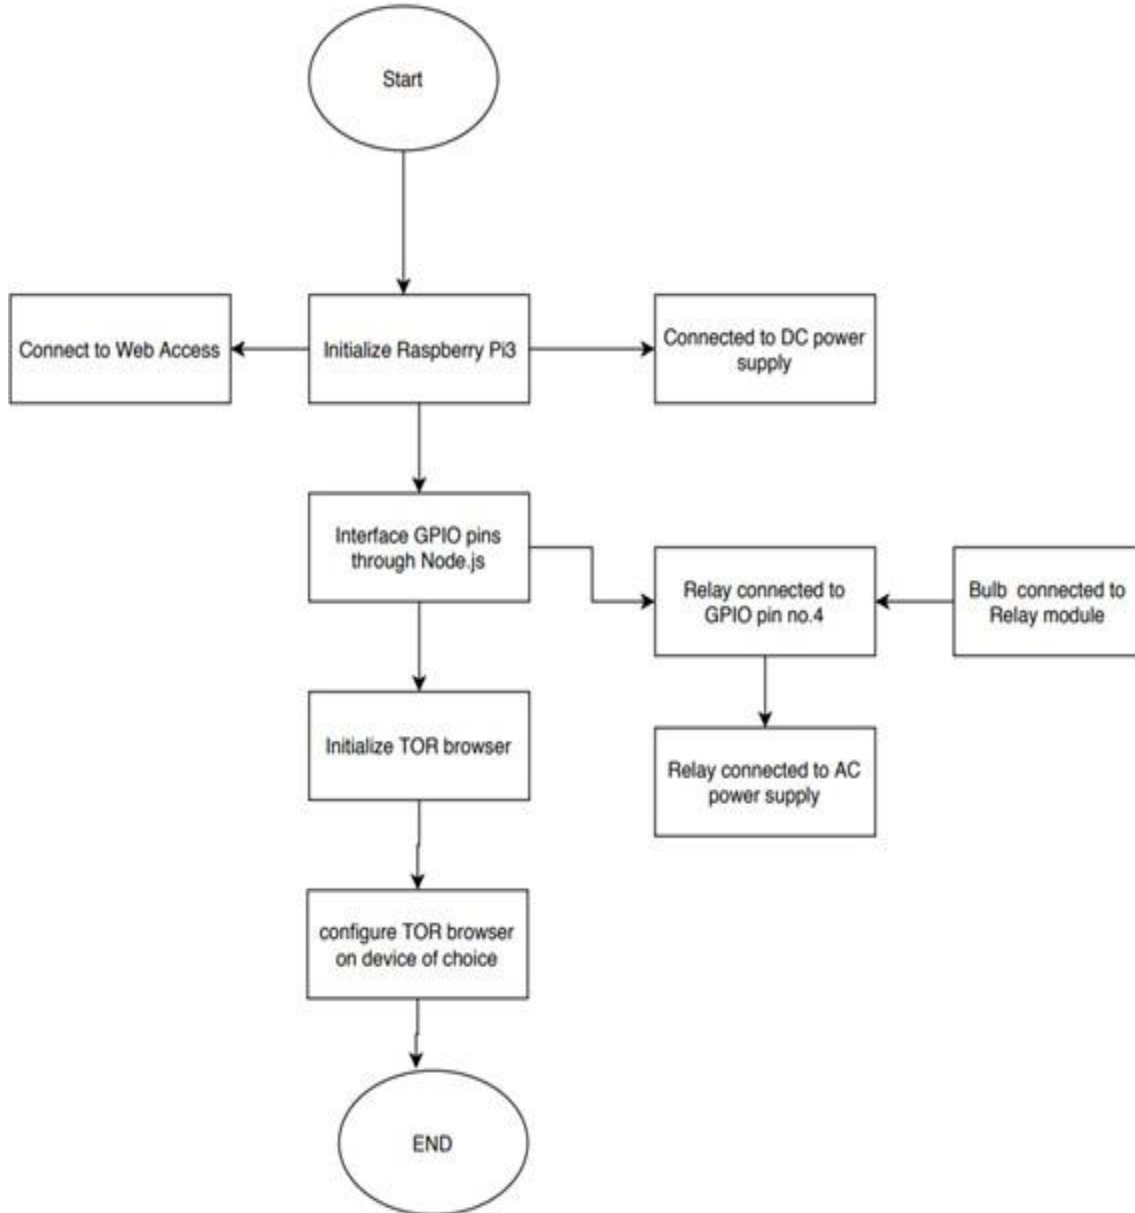 Start
Connect to Web Access
Initialize Raspberry Pi3
Connected to DC power
supply
Interface GPIO pins
through Node.js
Relay connected to
GPIO pin no.4
Bulb connected to
Relay module
Initialize TOR browser
Relay connected to AC
power supply
configure TOR browser
on device of choice
END